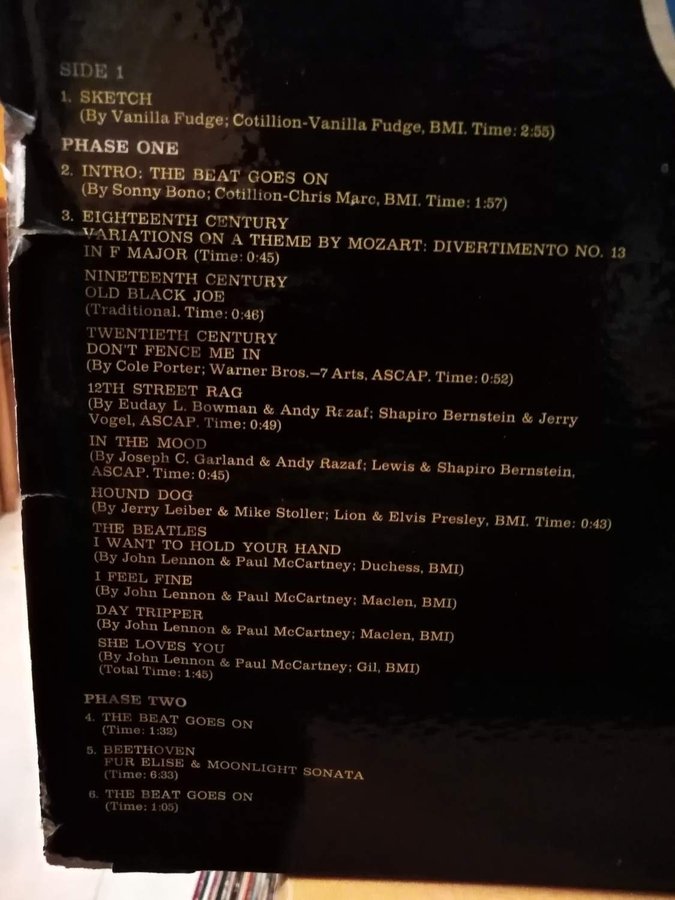 SIDE 1
1. SKETCH
(By Vanilla Fudge; Cotillion-Vanilla Fudge, BMI. Time: 2:55)
PHASE ONE
2. INTRO: THE BEAT GOES ON
(By Sonny Bono; Cotillion-Chris Marc, BMI. Time: 1:57)
3. EIGHTEENTH CENTURY
VARIATIONS ON A THEME BY MOZART: DIVERTIMENTO NO. 13
IN F MAJOR (Time: 0:45)
NINETEENTH CENTURY
OLD BLACK JOE
(Traditional. Time: 0:46)
TWENTIETH CENTURY
DON'T FENCE ME IN
(By Cole Porter; Warner Bros.—7 Arts, ASCAP. Time: 0:52)
12TH STREET RAG
(By Euday L. Bowman & Andy Razaf; Shapiro Bernstein & Jerry
Vogel, ASCAP. Time: 0:49)
IN THE MOOD
(By Joseph C. Garland & Andy Razaf; Lewis & Shapiro Bernstein,
ASCAP. Time: 0:45)
HOUND DOG
(By Jerry Leiber & Mike Stoller; Lion & Elvis Presley, BMI. Time: 0:43)
THE BEATLES
I WANT TO HOLD YOUR HAND
(By John Lennon & Paul McCartney; Duchess, BMI)
I FEEL FINE
(By John Lennon & Paul McCartney; Maclen, BMI)
DAY TRIPPER
(By John Lennon & Paul McCartney; Maclen, BMI)
SHE LOVES YOU
(By John Lennon & Paul McCartney; Gil, BMI)
(Total Time: 1:45)
PHASE TWO
4. THE BEAT GOES ON
(Time: 1:32)
5. BEETHOVEN
FUR ELISE & MOONLIGHT SONATA
(Time: 6:33)
6. THE BEAT GOES ON
(Time: 1:05)